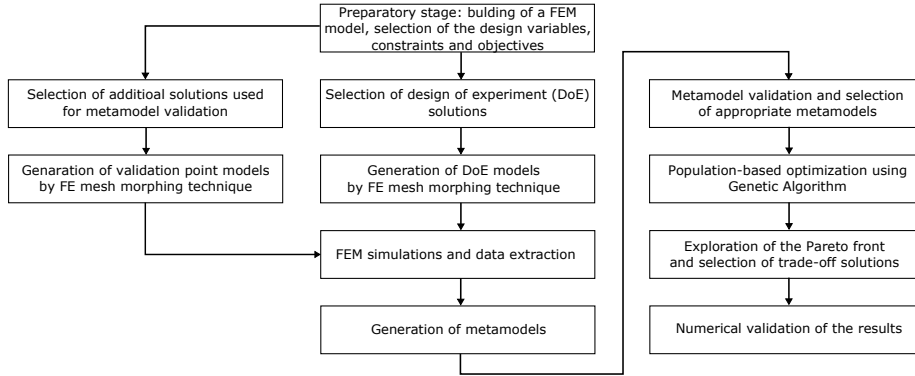 Preparatory stage: bulding of a FEM
model, selection of the design variables,
constraints and objectives
Selection of additioal solutions used
for metamodel validation
Genaration of validation point models
by FE mesh morphing technique
Selection of design of experiment (DoE)
solutions
Generation of DoE models
by FE mesh morphing technique
FEM simulations and data extraction
Generation of metamodels
Metamodel validation and selection
of appropriate metamodels
Population-based optimization using
Genetic Algorithm
Exploration of the Pareto front
and selection of trade-off solutions
Numerical validation of the results